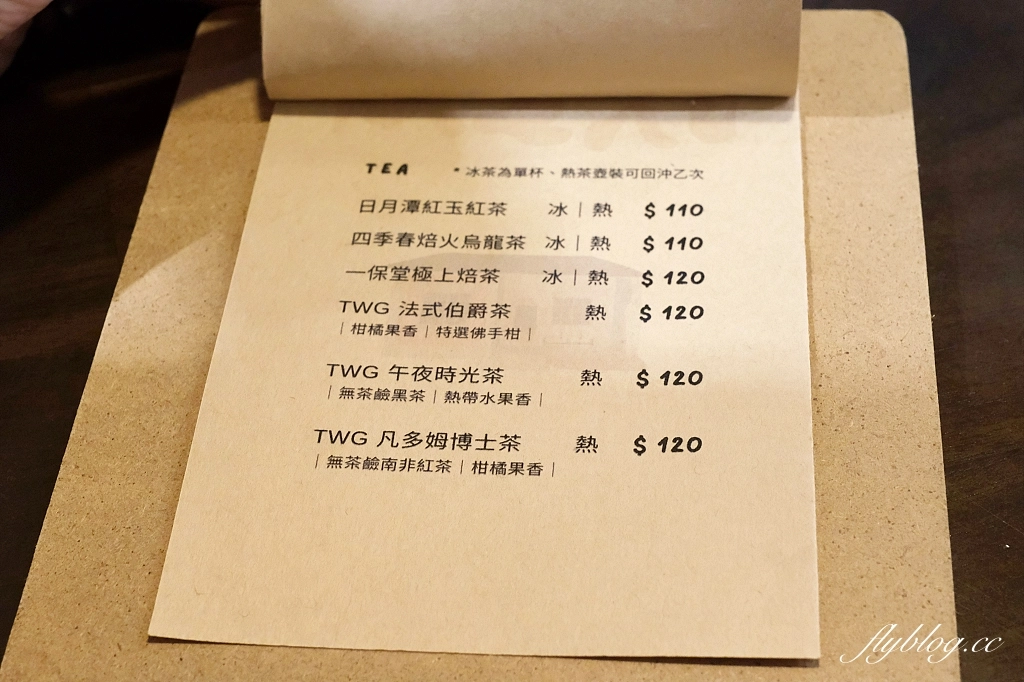 TEA *冰茶為單杯、熱茶壺裝可回沖乙次
日月潭紅玉紅茶 冰｜熱 $ 110
四季春焙火烏龍茶 冰｜熱 $ 110
一保堂極上焙茶 冰｜熱 $ 120
TWG 法式伯爵茶 熱 $ 120
｜柑橘果香｜特選佛手柑｜
TWG 午夜時光茶 熱 $ 120
｜無茶鹼黑茶｜熱帶水果香｜
TWG 凡多姆博士茶 熱 $ 120
｜無茶鹼南非紅茶｜柑橘果香｜
flyblog.cc